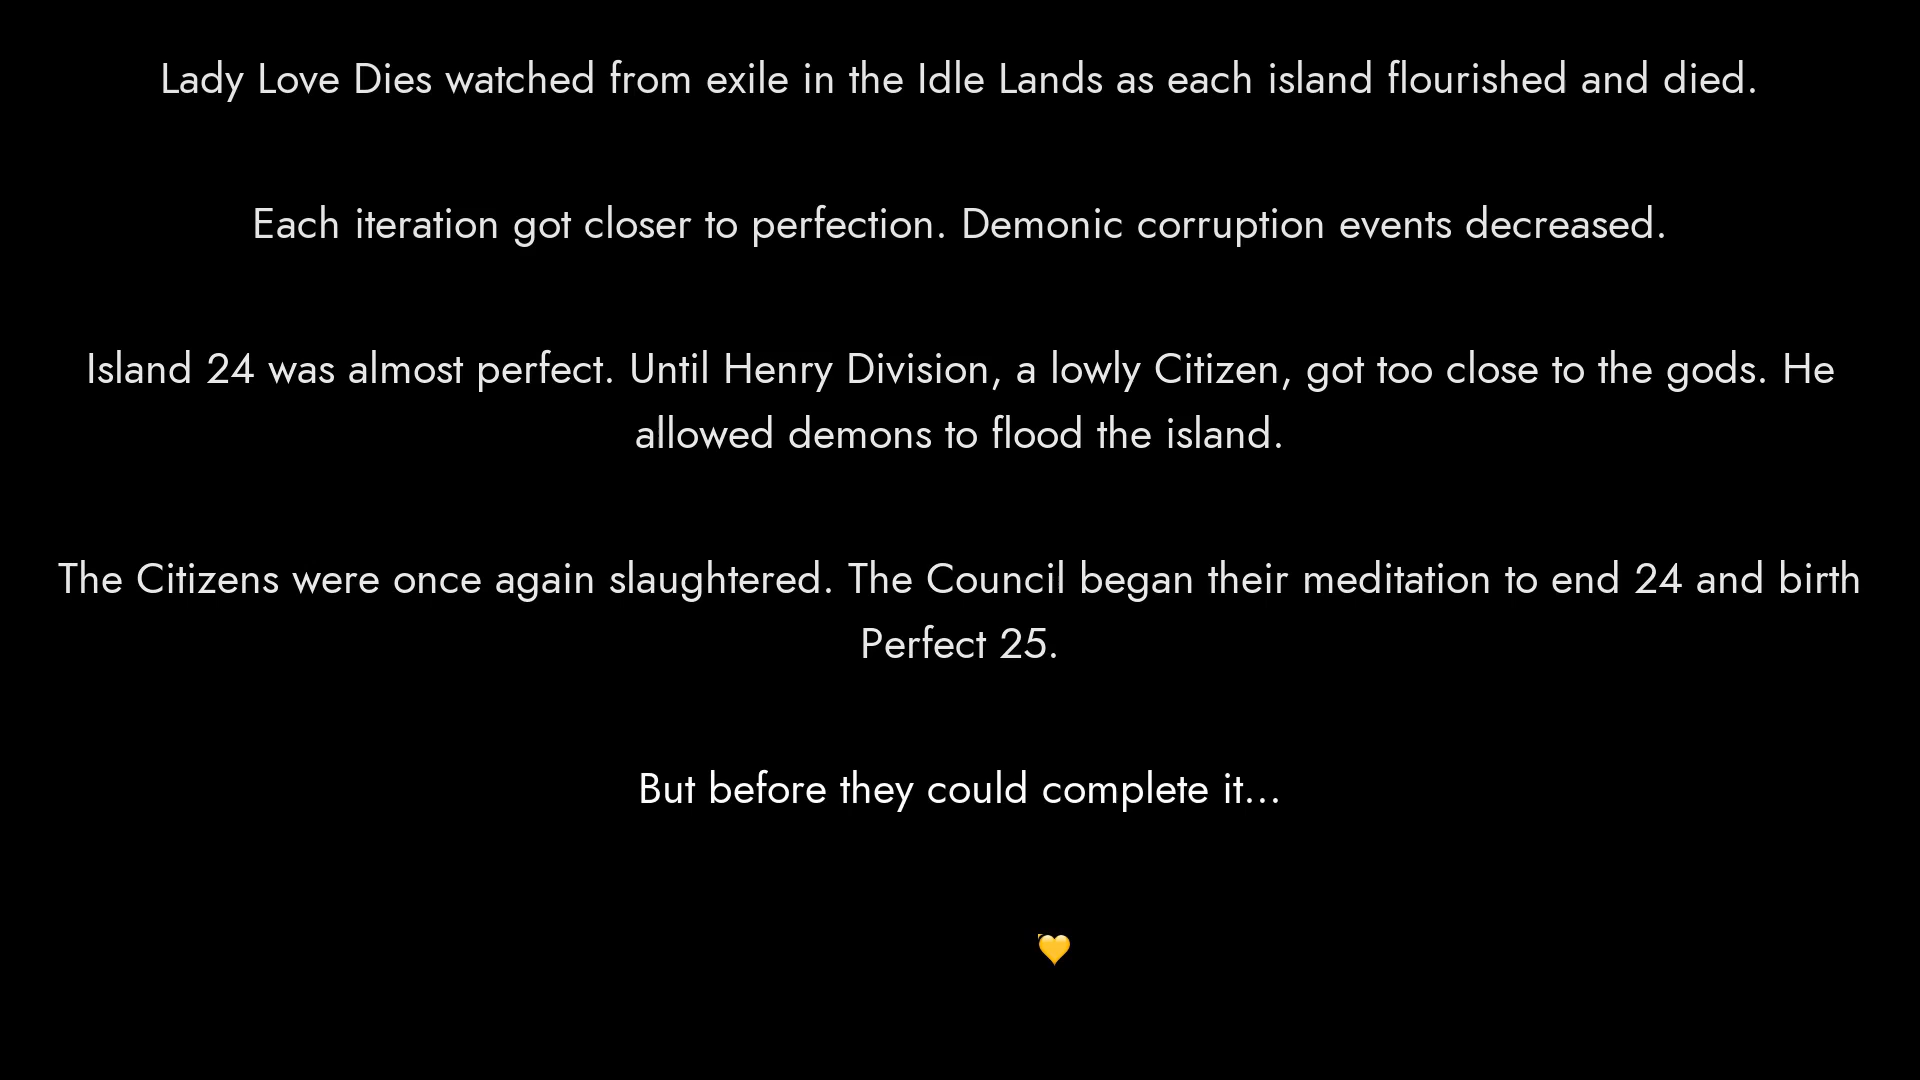 Lady Love Dies watched from exile in the Idle Lands as each island flourished and died.
Each iteration got closer to perfection. Demonic corruption events decreased.
Island 24 was almost perfect. Until Henry Division, a lowly Citizen, got too close to the gods. He
allowed demons to flood the island.
The Citizens were once again slaughtered. The Council began their meditation to end 24 and birth
Perfect 25.
But before they could complete it...